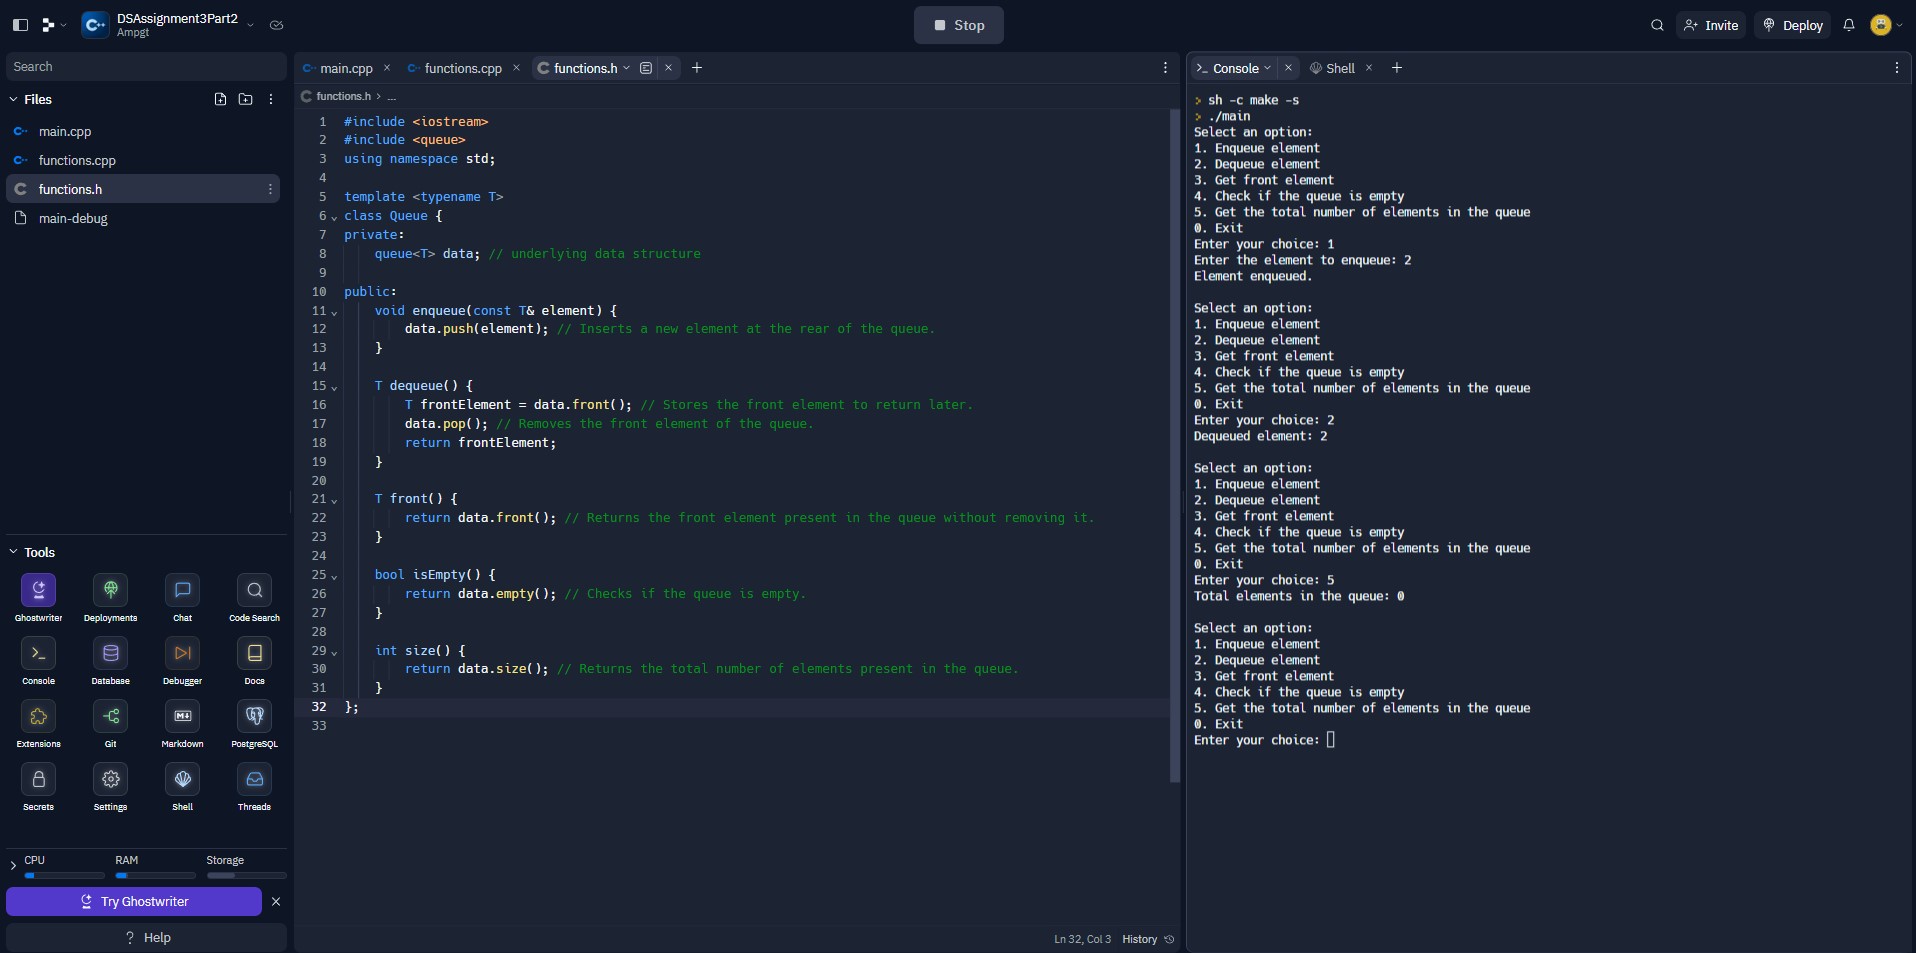 DSAssignment3Part2
Ampgt
Stop
Invite
Deploy
Search
Files
main.cpp
functions.cpp
functions.h
main-debug
Tools
Ghostwriter
Deployments
Chat
Code Search
Console
Database
Debugger
Docs
Extensions
Git
Markdown
PostgreSQL
Secrets
Settings
Shell
Threads
CPU
RAM
Storage
Try Ghostwriter
? Help
main.cpp
functions.cpp
functions.h
functions.h > ...
1 #include <iostream>
2 #include <queue>
3 using namespace std;
4
5 template <typename T>
6 class Queue {
7 private:
8 queue<T> data; // underlying data structure
9
10 public:
11 void enqueue(const T& element) {
12 data.push(element); // Inserts a new element at the rear of the queue.
13 }
14
15 T dequeue() {
16 T frontElement = data.front(); // Stores the front element to return later.
17 data.pop(); // Removes the front element of the queue.
18 return frontElement;
19 }
20
21 T front() {
22 return data.front(); // Returns the front element present in the queue without removing it.
23 }
24
25 bool isEmpty() {
26 return data.empty(); // Checks if the queue is empty.
27 }
28
29 int size() {
30 return data.size(); // Returns the total number of elements present in the queue.
31 }
32 };
33
Ln 32, Col 3 History
Console
Shell
> sh -c make -s
> ./main
Select an option:
1. Enqueue element
2. Dequeue element
3. Get front element
4. Check if the queue is empty
5. Get the total number of elements in the queue
0. Exit
Enter your choice: 1
Enter the element to enqueue: 2
Element enqueued.
Select an option:
1. Enqueue element
2. Dequeue element
3. Get front element
4. Check if the queue is empty
5. Get the total number of elements in the queue
0. Exit
Enter your choice: 2
Dequeued element: 2
Select an option:
1. Enqueue element
2. Dequeue element
3. Get front element
4. Check if the queue is empty
5. Get the total number of elements in the queue
0. Exit
Enter your choice: 5
Total elements in the queue: 0
Select an option:
1. Enqueue element
2. Dequeue element
3. Get front element
4. Check if the queue is empty
5. Get the total number of elements in the queue
0. Exit
Enter your choice: